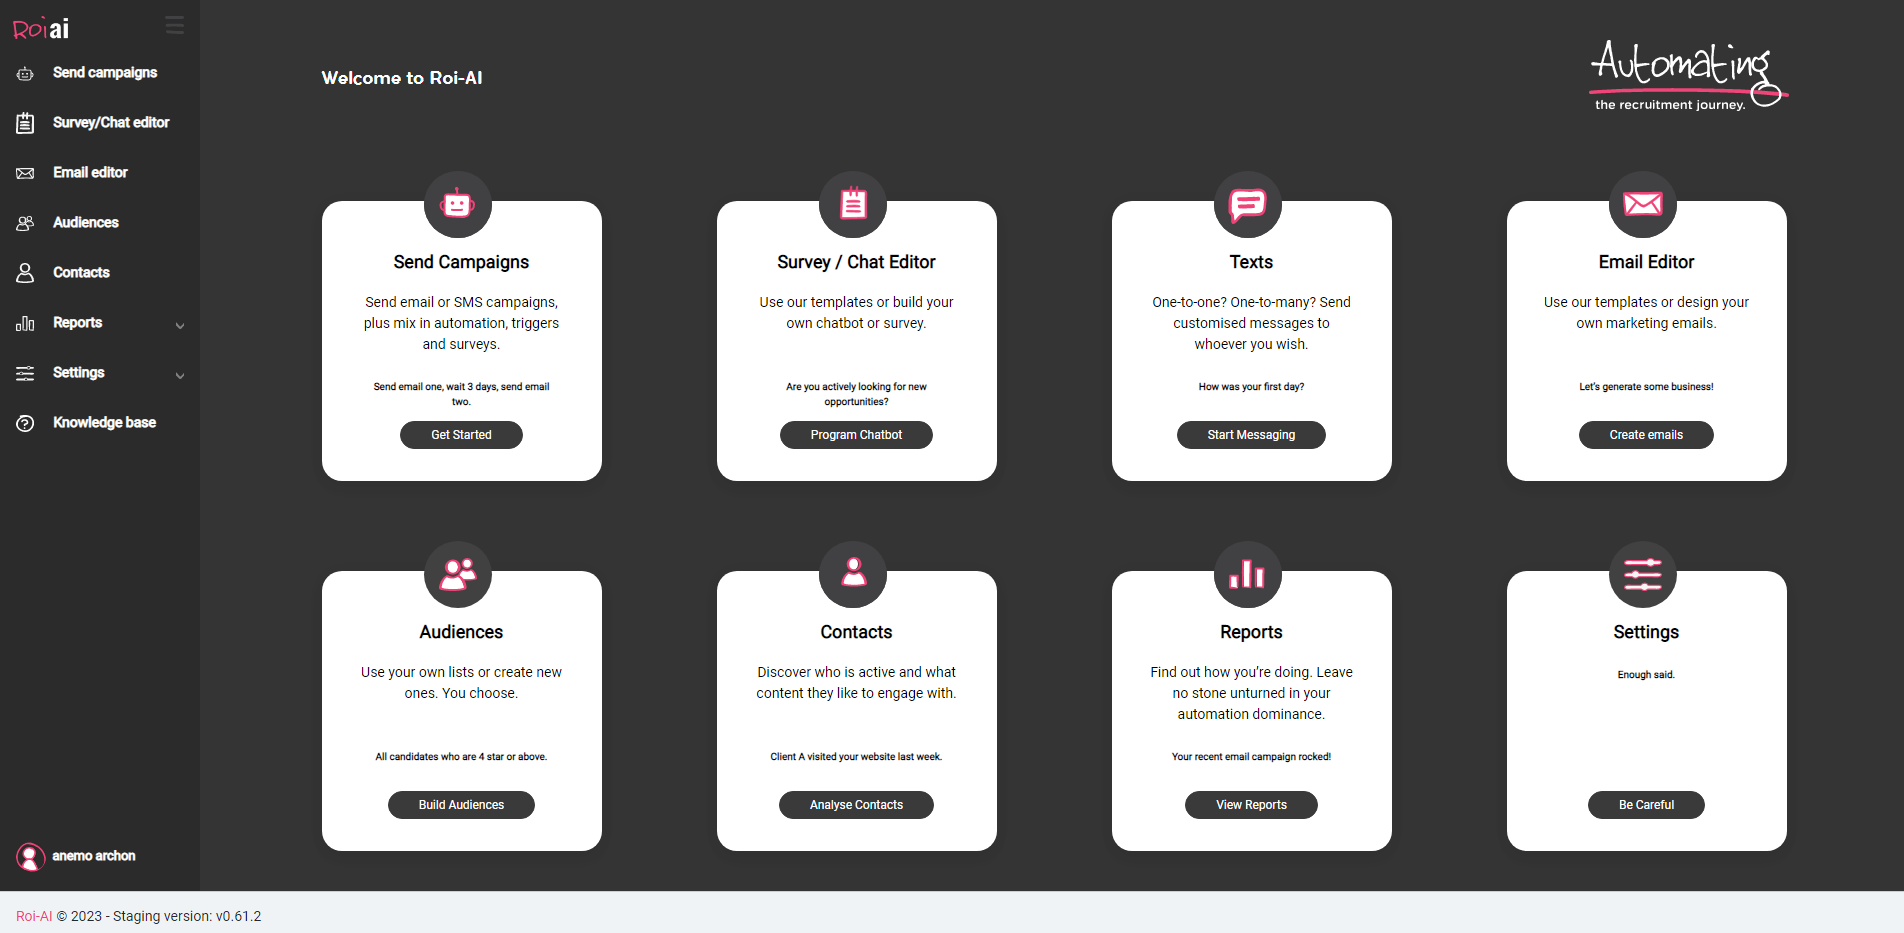 Roiai
Send campaigns
Survey/Chat editor
Email editor
Audiences
Contacts
Reports
Settings
Knowledge base
anemo archon
Welcome to Roi-AI
Automating
the recruitment journey.
Send Campaigns
Send email or SMS campaigns,
plus mix in automation, triggers
and surveys.
Send email one, wait 3 days, send email
two.
Get Started
Survey / Chat Editor
Use our templates or build your
own chatbot or survey.
Are you actively looking for new
opportunities?
Program Chatbot
Texts
One-to-one? One-to-many? Send
customised messages to
whoever you wish.
How was your first day?
Start Messaging
Email Editor
Use our templates or design your
own marketing emails.
Let's generate some business!
Create emails
Audiences
Use your own lists or create new
ones. You choose.
All candidates who are 4 star or above.
Build Audiences
Contacts
Discover who is active and what
content they like to engage with.
Client A visited your website last week.
Analyse Contacts
Reports
Find out how you're doing. Leave
no stone unturned in your
automation dominance.
Your recent email campaign rocked!
View Reports
Settings
Enough said.
Be Careful
Roi-AI © 2023 - Staging version: v0.61.2